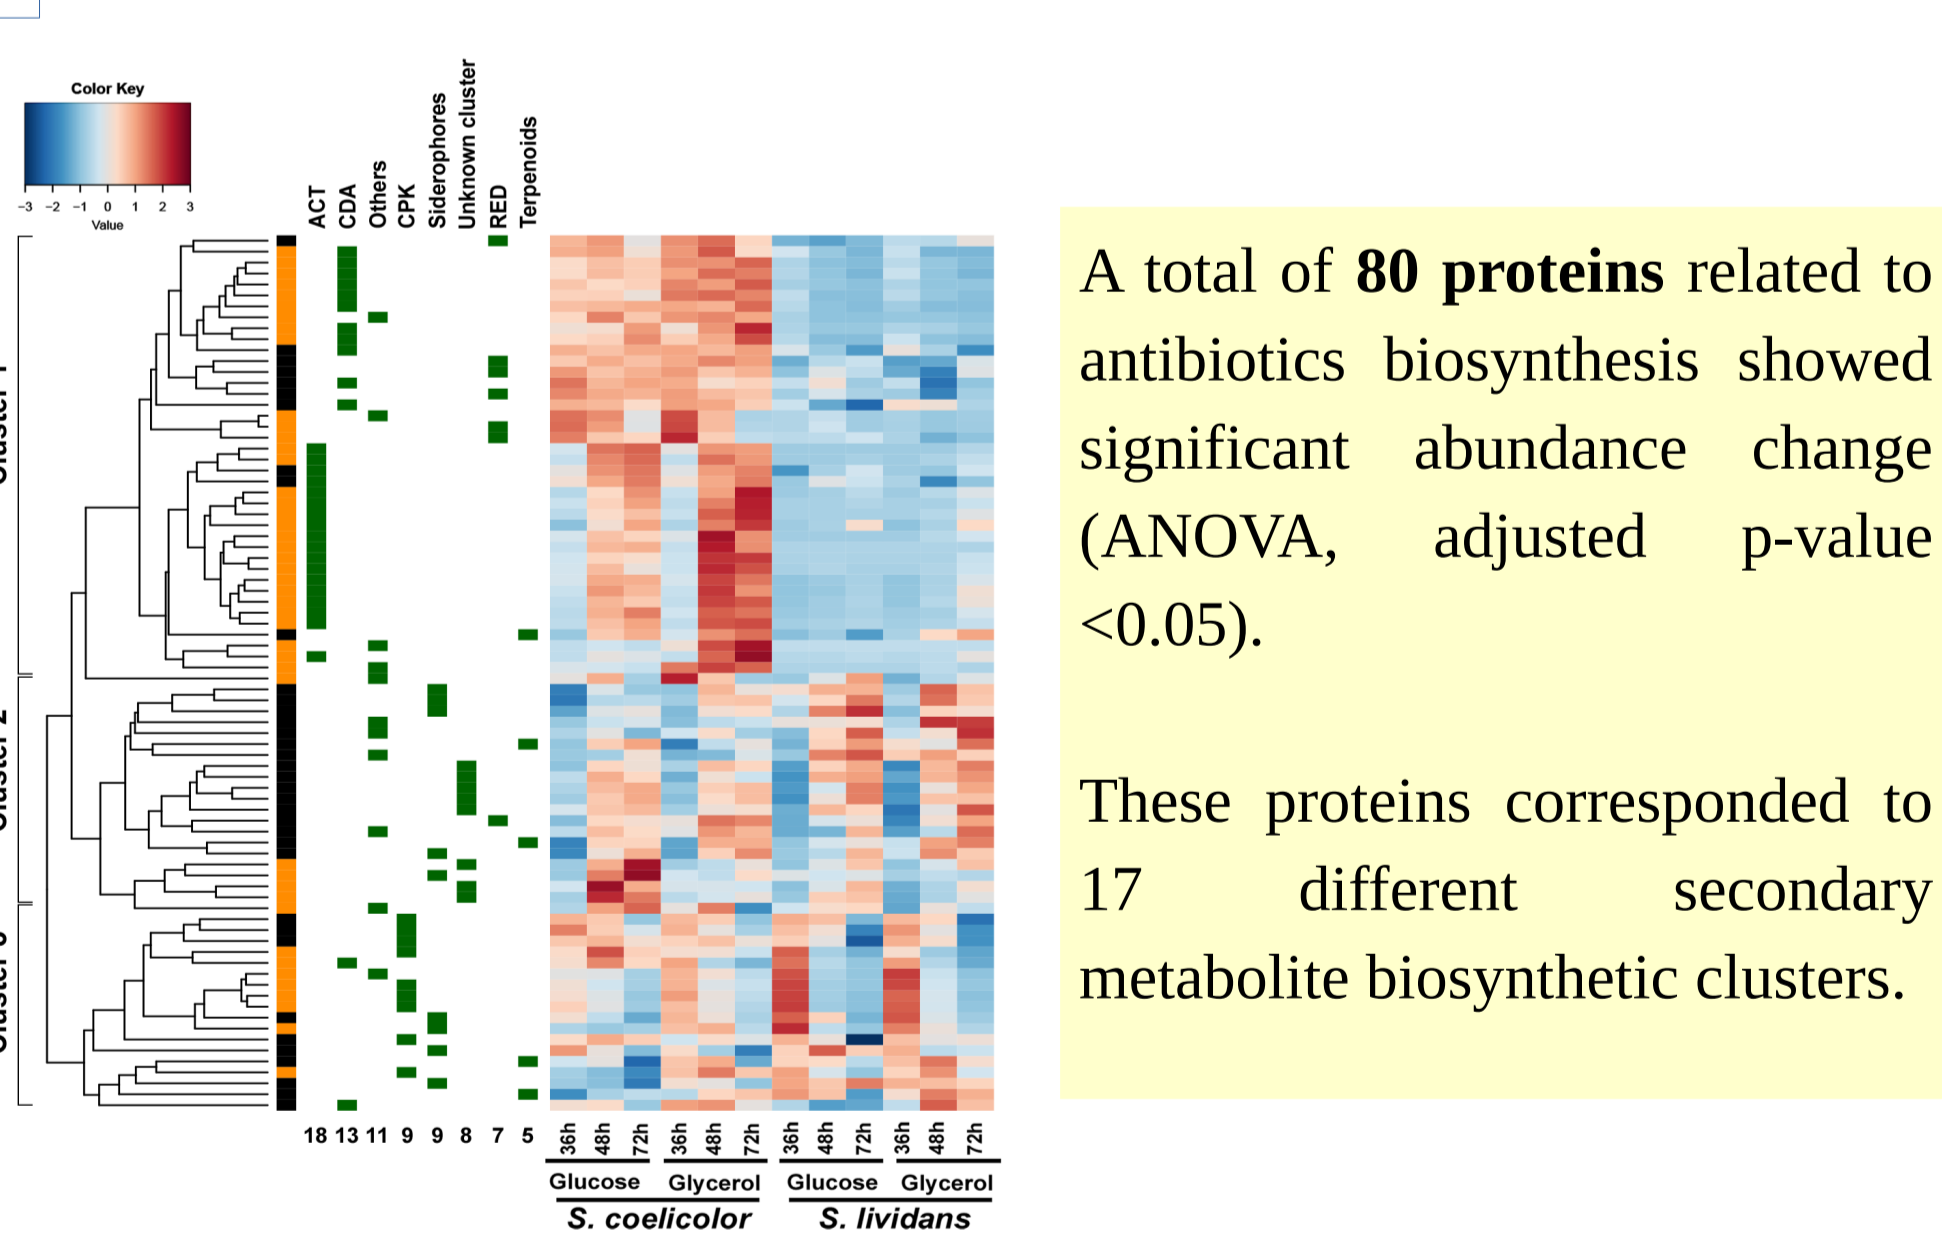 Color Key
−3 −2 −1 0 1 2 3
Value
ACT
CDA
Others
CPK
Siderophores
Unknown cluster
RED
Terpenoids
Cluster 2
18 13 11 9 9 8 7 5
36h 48h 72h 36h 48h 72h 36h 48h 72h 36h 48h 72h
Glucose Glycerol Glucose Glycerol
S. coelicolor S. lividans
A total of 80 proteins related to
antibiotics biosynthesis showed
significant abundance change
(ANOVA, adjusted p-value
<0.05).
These proteins corresponded to
17 different secondary
metabolite biosynthetic clusters.